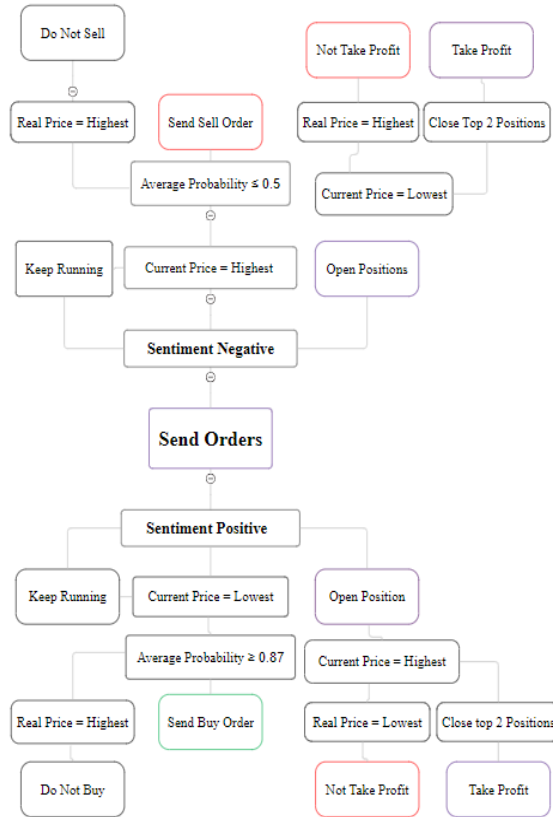 Do Not Sell
Not Take Profit
Take Profit
Real Price = Highest
Send Sell Order
Real Price = Highest
Close Top 2 Positions
Average Probability ≤ 0.5
Current Price = Lowest
Keep Running
Current Price = Highest
Open Positions
Sentiment Negative
Send Orders
Sentiment Positive
Keep Running
Current Price = Lowest
Open Position
Average Probability ≥ 0.87
Current Price = Highest
Real Price = Highest
Send Buy Order
Real Price = Lowest
Close top 2 Positions
Do Not Buy
Not Take Profit
Take Profit